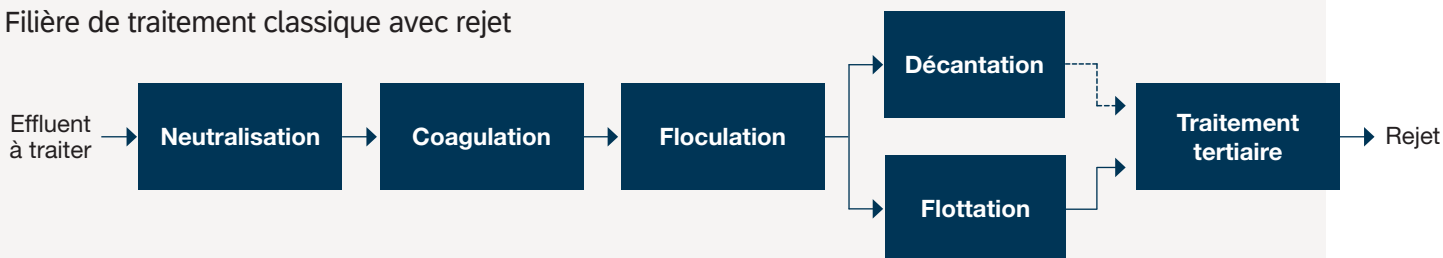 Filière de traitement classique avec rejet
Effluent
à traiter
Neutralisation
Coagulation
Floculation
Décantation
Flottation
Traitement
tertiaire
Rejet